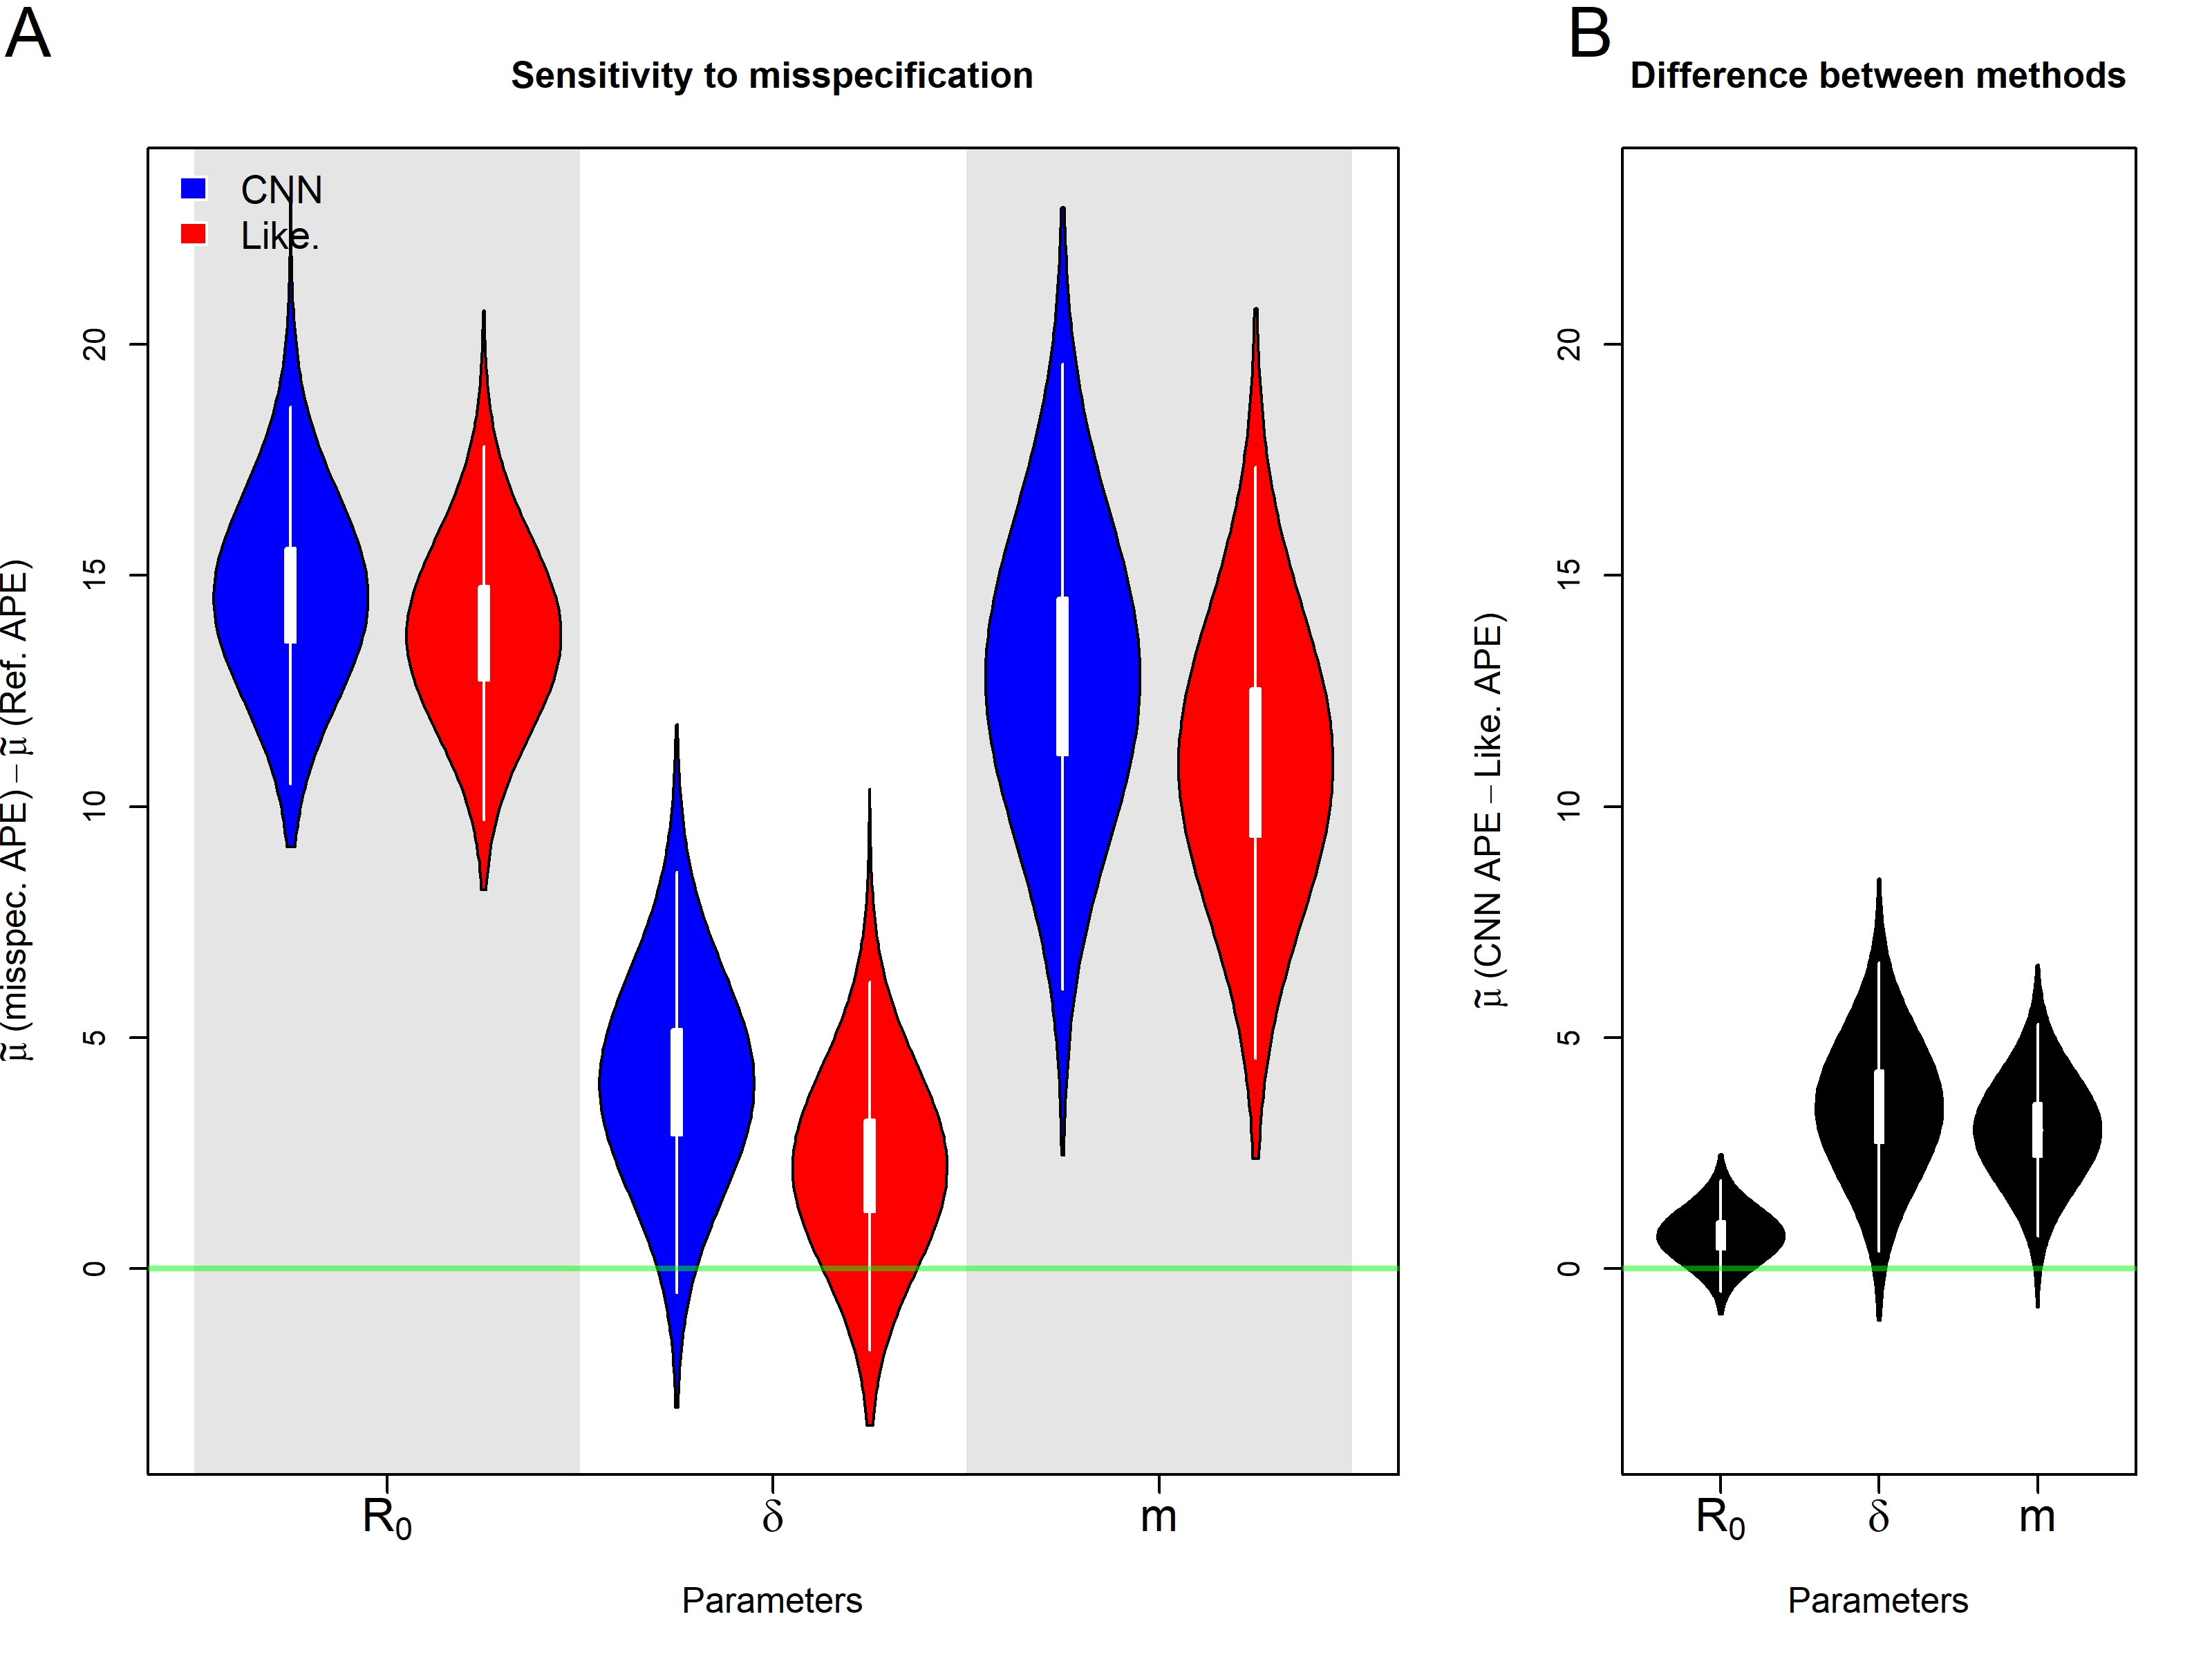 A
Sensitivity to misspecification
CNN
Like.
μ̃ (misspec. APE) – μ̃ (Ref. APE)
20
15
10
5
0
R₀ δ m
Parameters
B
Difference between methods
μ̃ (CNN APE – Like. APE)
20
15
10
5
0
R₀ δ m
Parameters